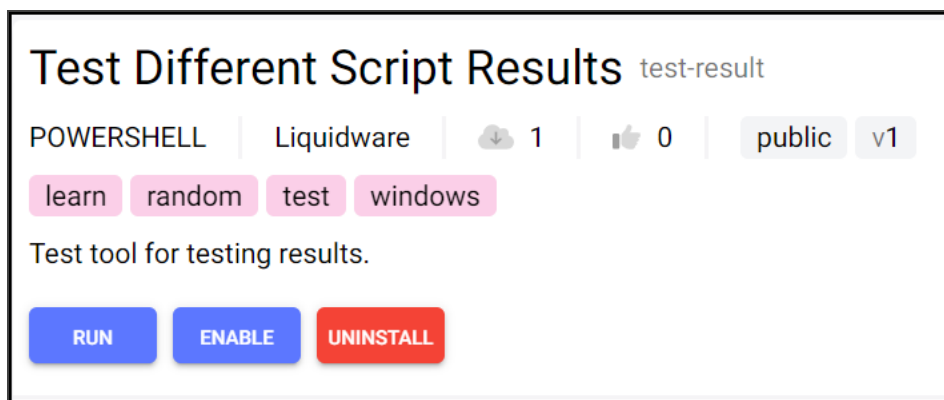 Test Different Script Results test-result
POWERSHELL Liquidware 1 0 public v1
learn random test windows
Test tool for testing results.
RUN ENABLE UNINSTALL